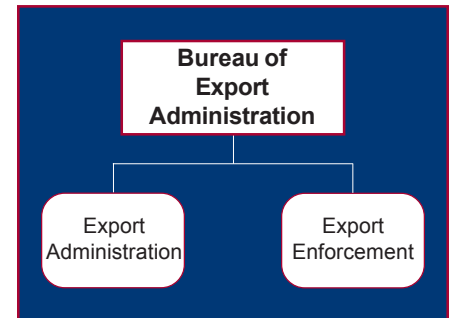 Bureau of
Export
Administration
Export
Administration
Export
Enforcement